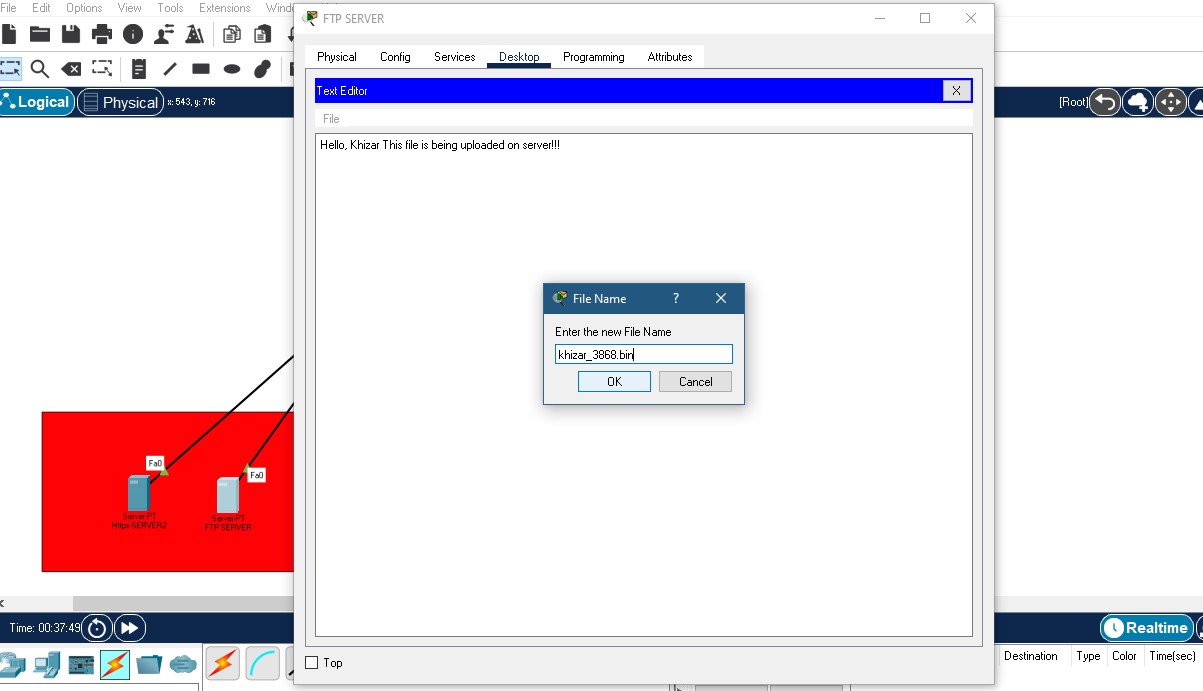 File Edit Options View Tools Extensions
FTP SERVER
Physical Config Services Desktop Programming Attributes
Logical Physical x: 543, y: 716
[Root]
Text Editor X
File
Hello, Khizar This file is being uploaded on server!!!
File Name ?
Enter the new File Name
khizar_3868.bin
OK Cancel
Fa0
Fa0
Server-PT
Https-SERVER2
Server-PT
FTP SERVER
Time: 00:37:49
Realtime
Top
Destination Type Color Time(sec)